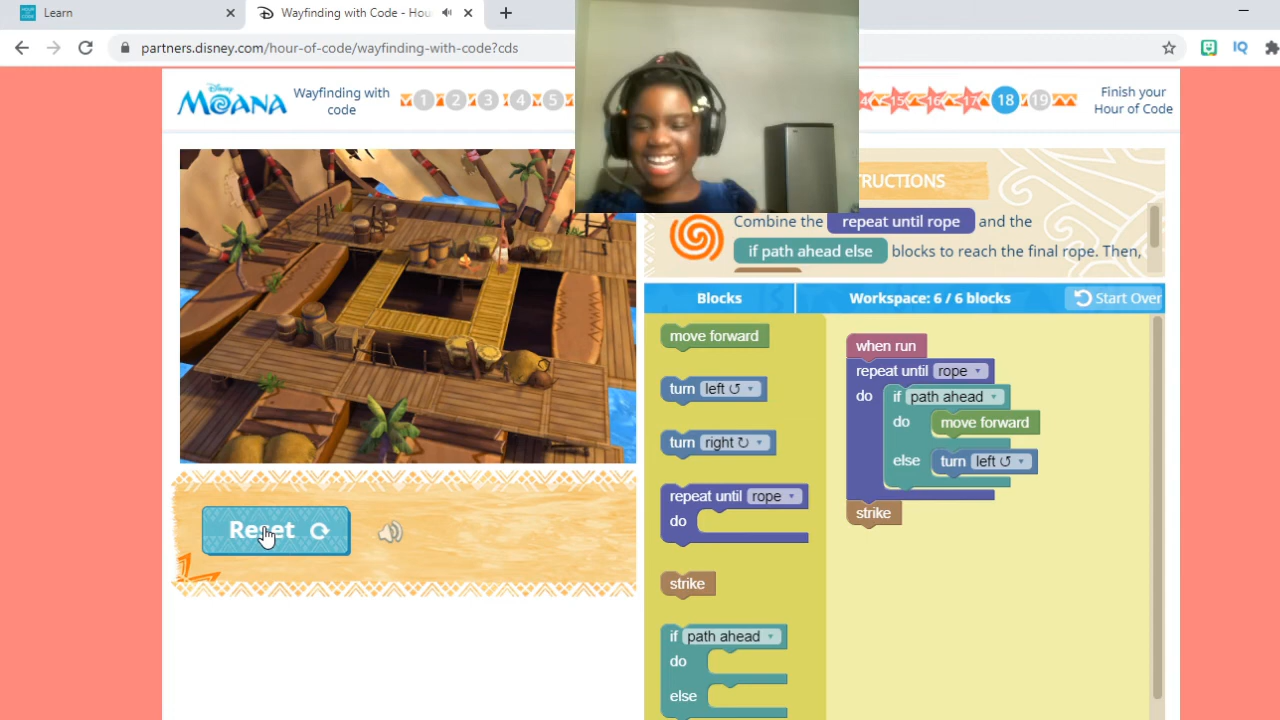 Learn
Wayfinding with Code - Hou
partners.disney.com/hour-of-code/wayfinding-with-code?cds
IQ
Disney
MOANA
Wayfinding with
code
1 2 3 4 5
4 15 16 17 18 19
Finish your
Hour of Code
RUCTIONS
Combine the repeat until rope and the
if path ahead else blocks to reach the final rope. Then,
Blocks
Workspace: 6 / 6 blocks
Start Over
move forward
turn left ↺
turn right ↻
repeat until rope
do
strike
if path ahead
do
else
when run
repeat until rope
do if path ahead
do move forward
else turn left ↺
strike
Reset